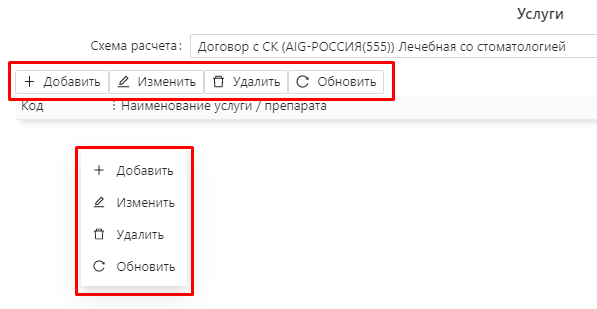 Услуги
Схема расчета: Договор с СК (AIG-РОССИЯ(555)) Лечебная со стоматологией
Добавить Изменить Удалить Обновить
Код : Наименование услуги / препарата
Добавить
Изменить
Удалить
Обновить